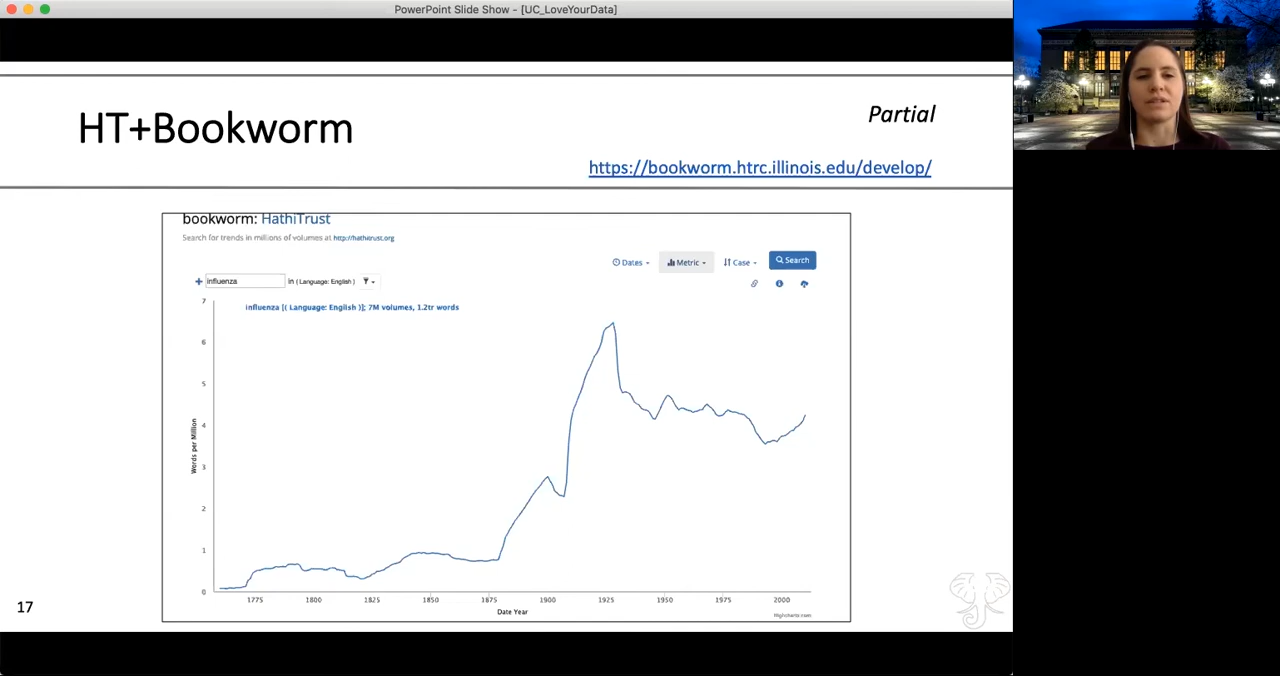 PowerPoint Slide Show - [UC_LoveYourData]
HT+Bookworm
Partial
https://bookworm.htrc.illinois.edu/develop/
bookworm: HathiTrust
Search for trends in millions of volumes at http://hathitrust.org
Dates
Metric
Case
Search
+ influenza in ( Language: English )
influenza [( Language: English )]; 7M volumes, 1.2tr words
7
6
5
4
3
2
1
0
Words per Million
1775 1800 1825 1850 1875 1900 1925 1950 1975 2000
Date Year
Highcharts.com
17